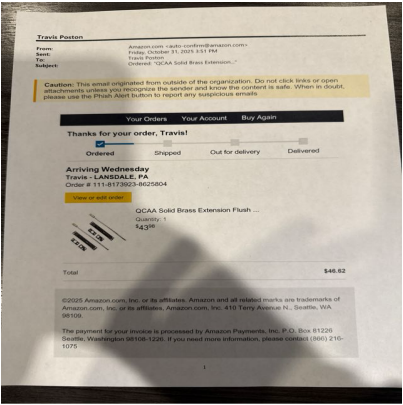 Travis Poston
From: Amazon.com <auto-confirm@amazon.com>
Sent: Friday, October 31, 2025 3:51 PM
To: Travis Poston
Subject: Ordered: "QCAA Solid Brass Extension..."
Caution: This email originated from outside of the organization. Do not click links or open
attachments unless you recognize the sender and know the content is safe. When in doubt,
please use the Phish Alert button to report any suspicious emails
Your Orders Your Account Buy Again
Thanks for your order, Travis!
Ordered Shipped Out for delivery Delivered
Arriving Wednesday
Travis - LANSDALE, PA
Order # 111-8173923-8625804
View or edit order
QCAA Solid Brass Extension Flush ...
Quantity: 1
$4398
Total $46.62
©2025 Amazon.com, Inc. or its affiliates. Amazon and all related marks are trademarks of
Amazon.com, Inc. or its affiliates, Amazon.com, Inc. 410 Terry Avenue N., Seattle, WA
98109.
The payment for your invoice is processed by Amazon Payments, Inc. P.O. Box 81226
Seattle, Washington 98108-1226. If you need more information, please contact (866) 216-
1075
1